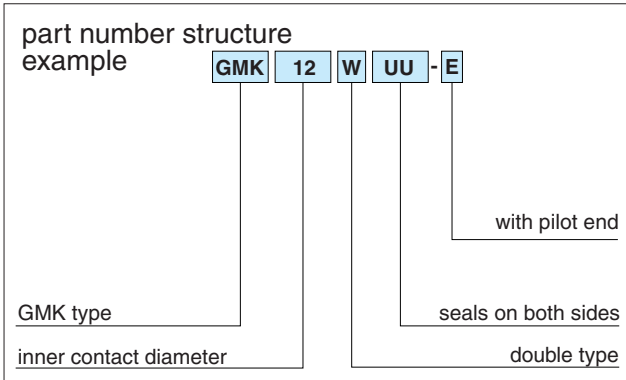 part number structure
example
GMK 12 W UU - E
with pilot end
GMK type
seals on both sides
inner contact diameter
double type